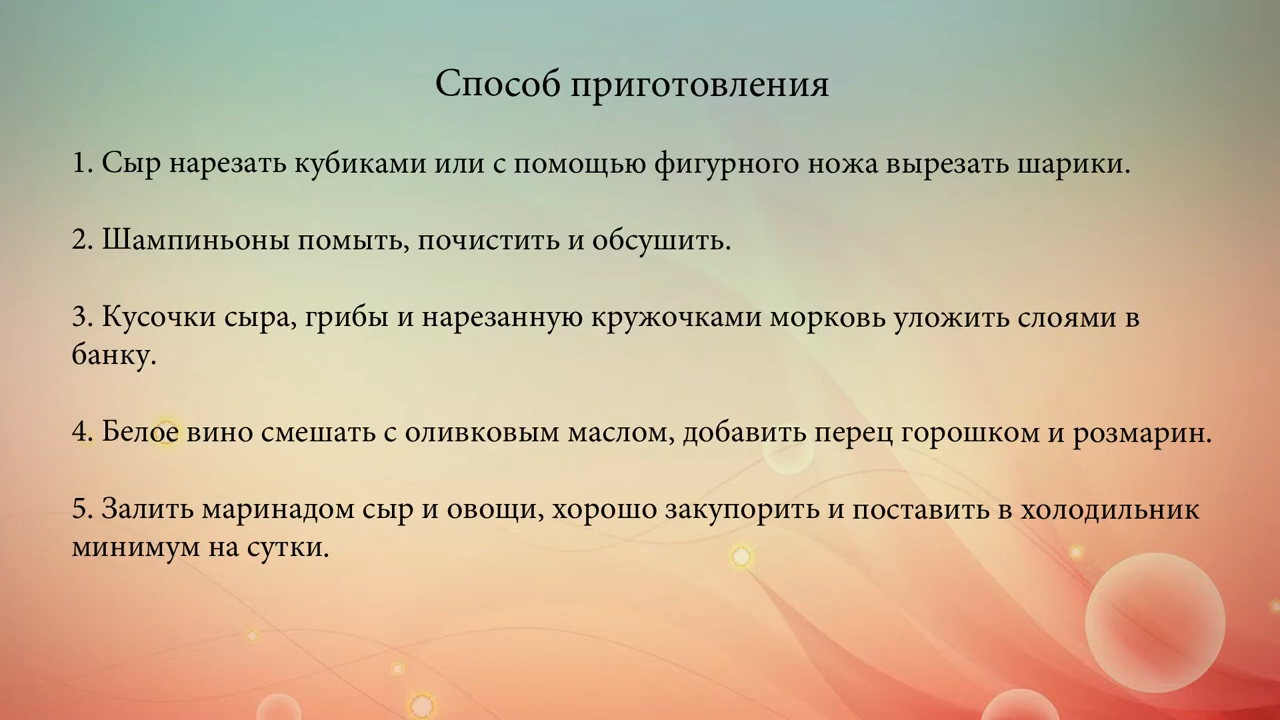 Способ приготовления
1. Сыр нарезать кубиками или с помощью фигурного ножа вырезать шарики.
2. Шампиньоны помыть, почистить и обсушить.
3. Кусочки сыра, грибы и нарезанную кружочками морковь уложить слоями в
банку.
4. Белое вино смешать с оливковым маслом, добавить перец горошком и розмарин.
5. Залить маринадом сыр и овощи, хорошо закупорить и поставить в холодильник
минимум на сутки.